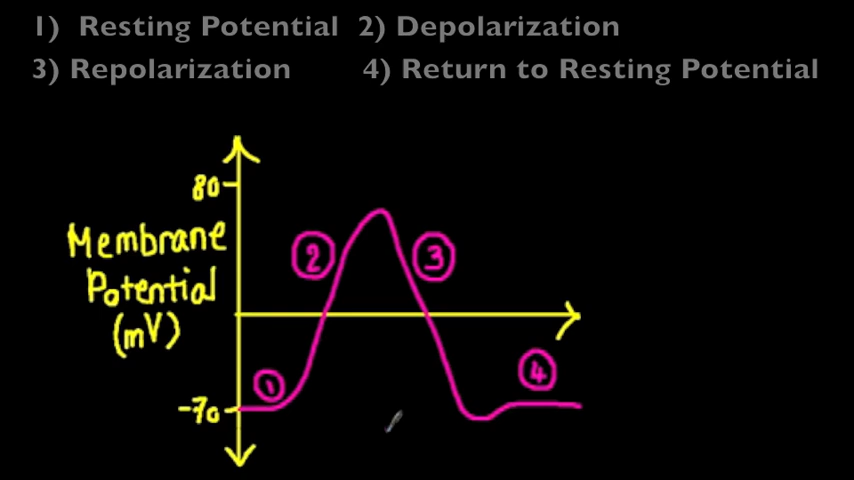 1) Resting Potential 2) Depolarization
3) Repolarization 4) Return to Resting Potential
80
Membrane
Potential
(mV)
2
3
1
4
-70